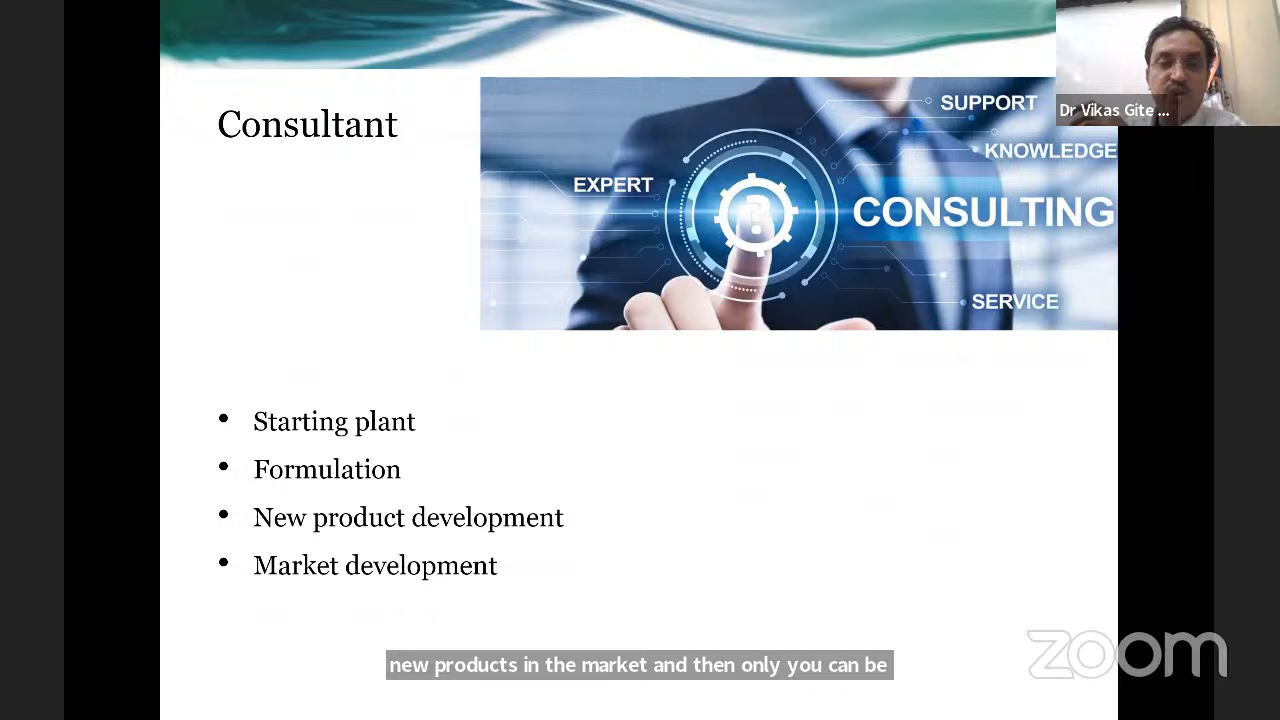 Consultant
SUPPORT
KNOWLEDGE
EXPERT
CONSULTING
SERVICE
Dr Vikas Gite ...
• Starting plant
• Formulation
• New product development
• Market development
new products in the market and then only you can be
zoom